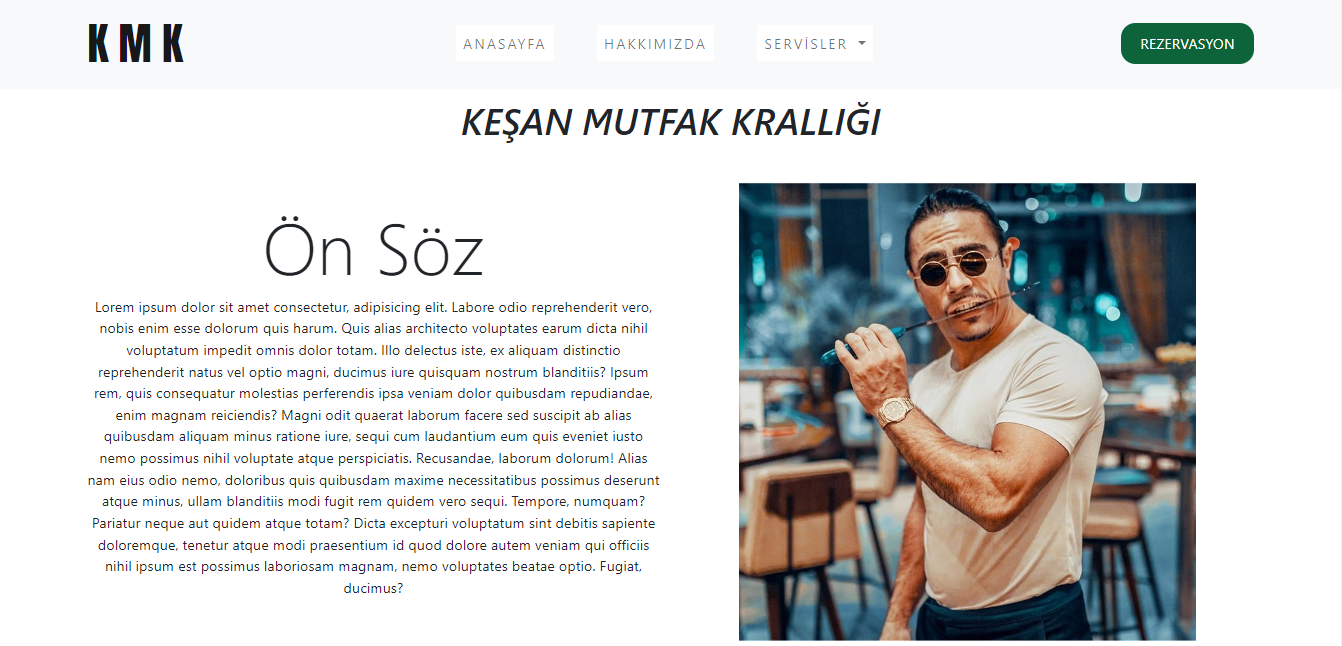 KMK
ANASAYFA
HAKKIMIZDA
SERVİSLER
REZERVASYON
KEŞAN MUTFAK KRALLIĞI
Ön Söz
Lorem ipsum dolor sit amet consectetur, adipisicing elit. Labore odio reprehenderit vero,
nobis enim esse dolorum quis harum. Quis alias architecto voluptates earum dicta nihil
voluptatum impedit omnis dolor totam. Illo delectus iste, ex aliquam distinctio
reprehenderit natus vel optio magni, ducimus iure quisquam nostrum blanditiis? Ipsum
rem, quis consequatur molestias perferendis ipsa veniam dolor quibusdam repudiandae,
enim magnam reiciendis? Magni odit quaerat laborum facere sed suscipit ab alias
quibusdam aliquam minus ratione iure, sequi cum laudantium eum quis eveniet iusto
nemo possimus nihil voluptate atque perspiciatis. Recusandae, laborum dolorum! Alias
nam eius odio nemo, doloribus quis quibusdam maxime necessitatibus possimus deserunt
atque minus, ullam blanditiis modi fugit rem quidem vero sequi. Tempore, numquam?
Pariatur neque aut quidem atque totam? Dicta excepturi voluptatum sint debitis sapiente
doloremque, tenetur atque modi praesentium id quod dolore autem veniam qui officiis
nihil ipsum est possimus laboriosam magnam, nemo voluptates beatae optio. Fugiat,
ducimus?